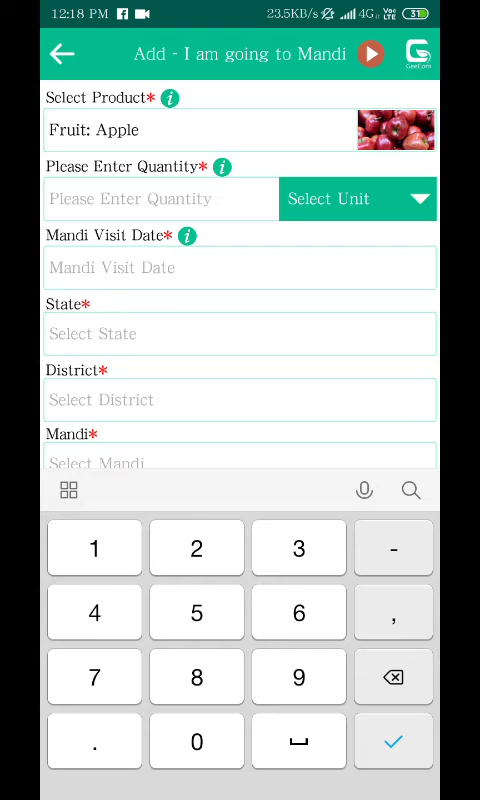 12:18 PM 23.5KB/s 4G VoLTE 31
Add - I am going to Mandi
GeeCom
Select Product*
Fruit: Apple
Please Enter Quantity*
Please Enter Quantity Select Unit
Mandi Visit Date*
Mandi Visit Date
State*
Select State
District*
Select District
Mandi*
Select Mandi
1 2 3 -
4 5 6 ,
7 8 9
. 0